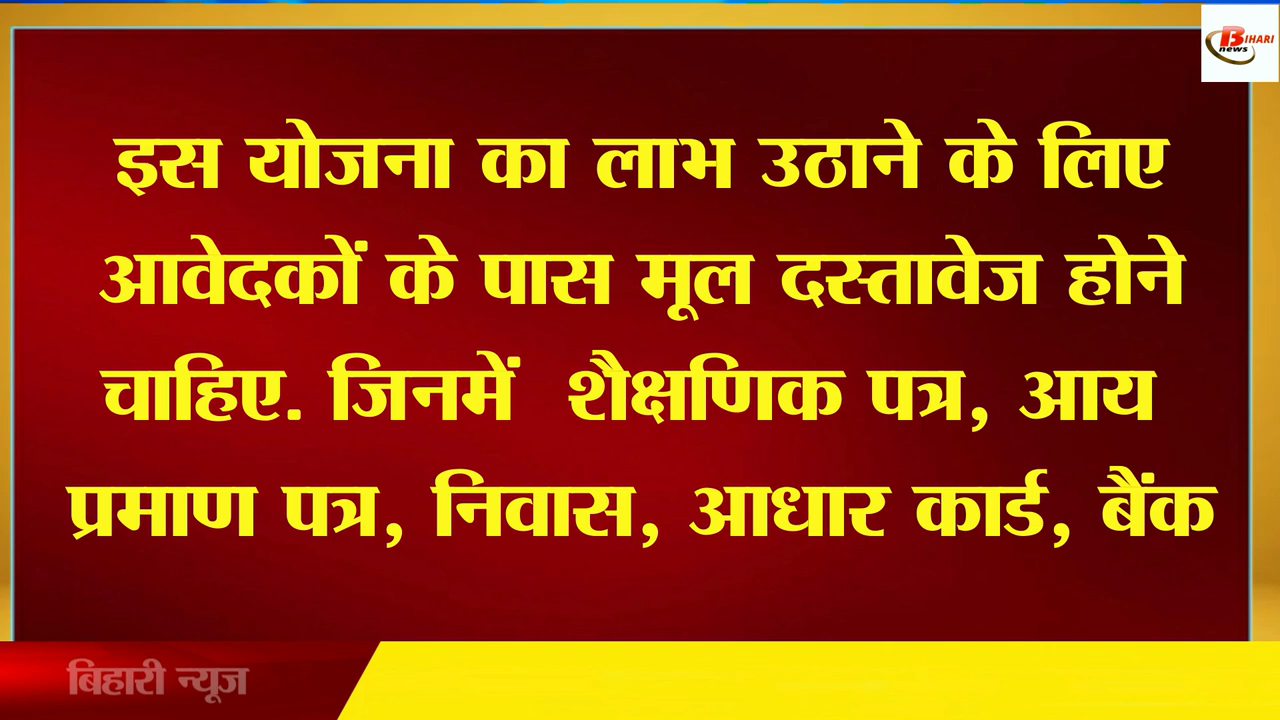 BIHARI
news
इस योजना का लाभ उठाने के लिए
आवेदकों के पास मूल दस्तावेज होने
चाहिए. जिनमें शैक्षणिक पत्र, आय
प्रमाण पत्र, निवास, आधार कार्ड, बैंक
बिहारी न्यूज